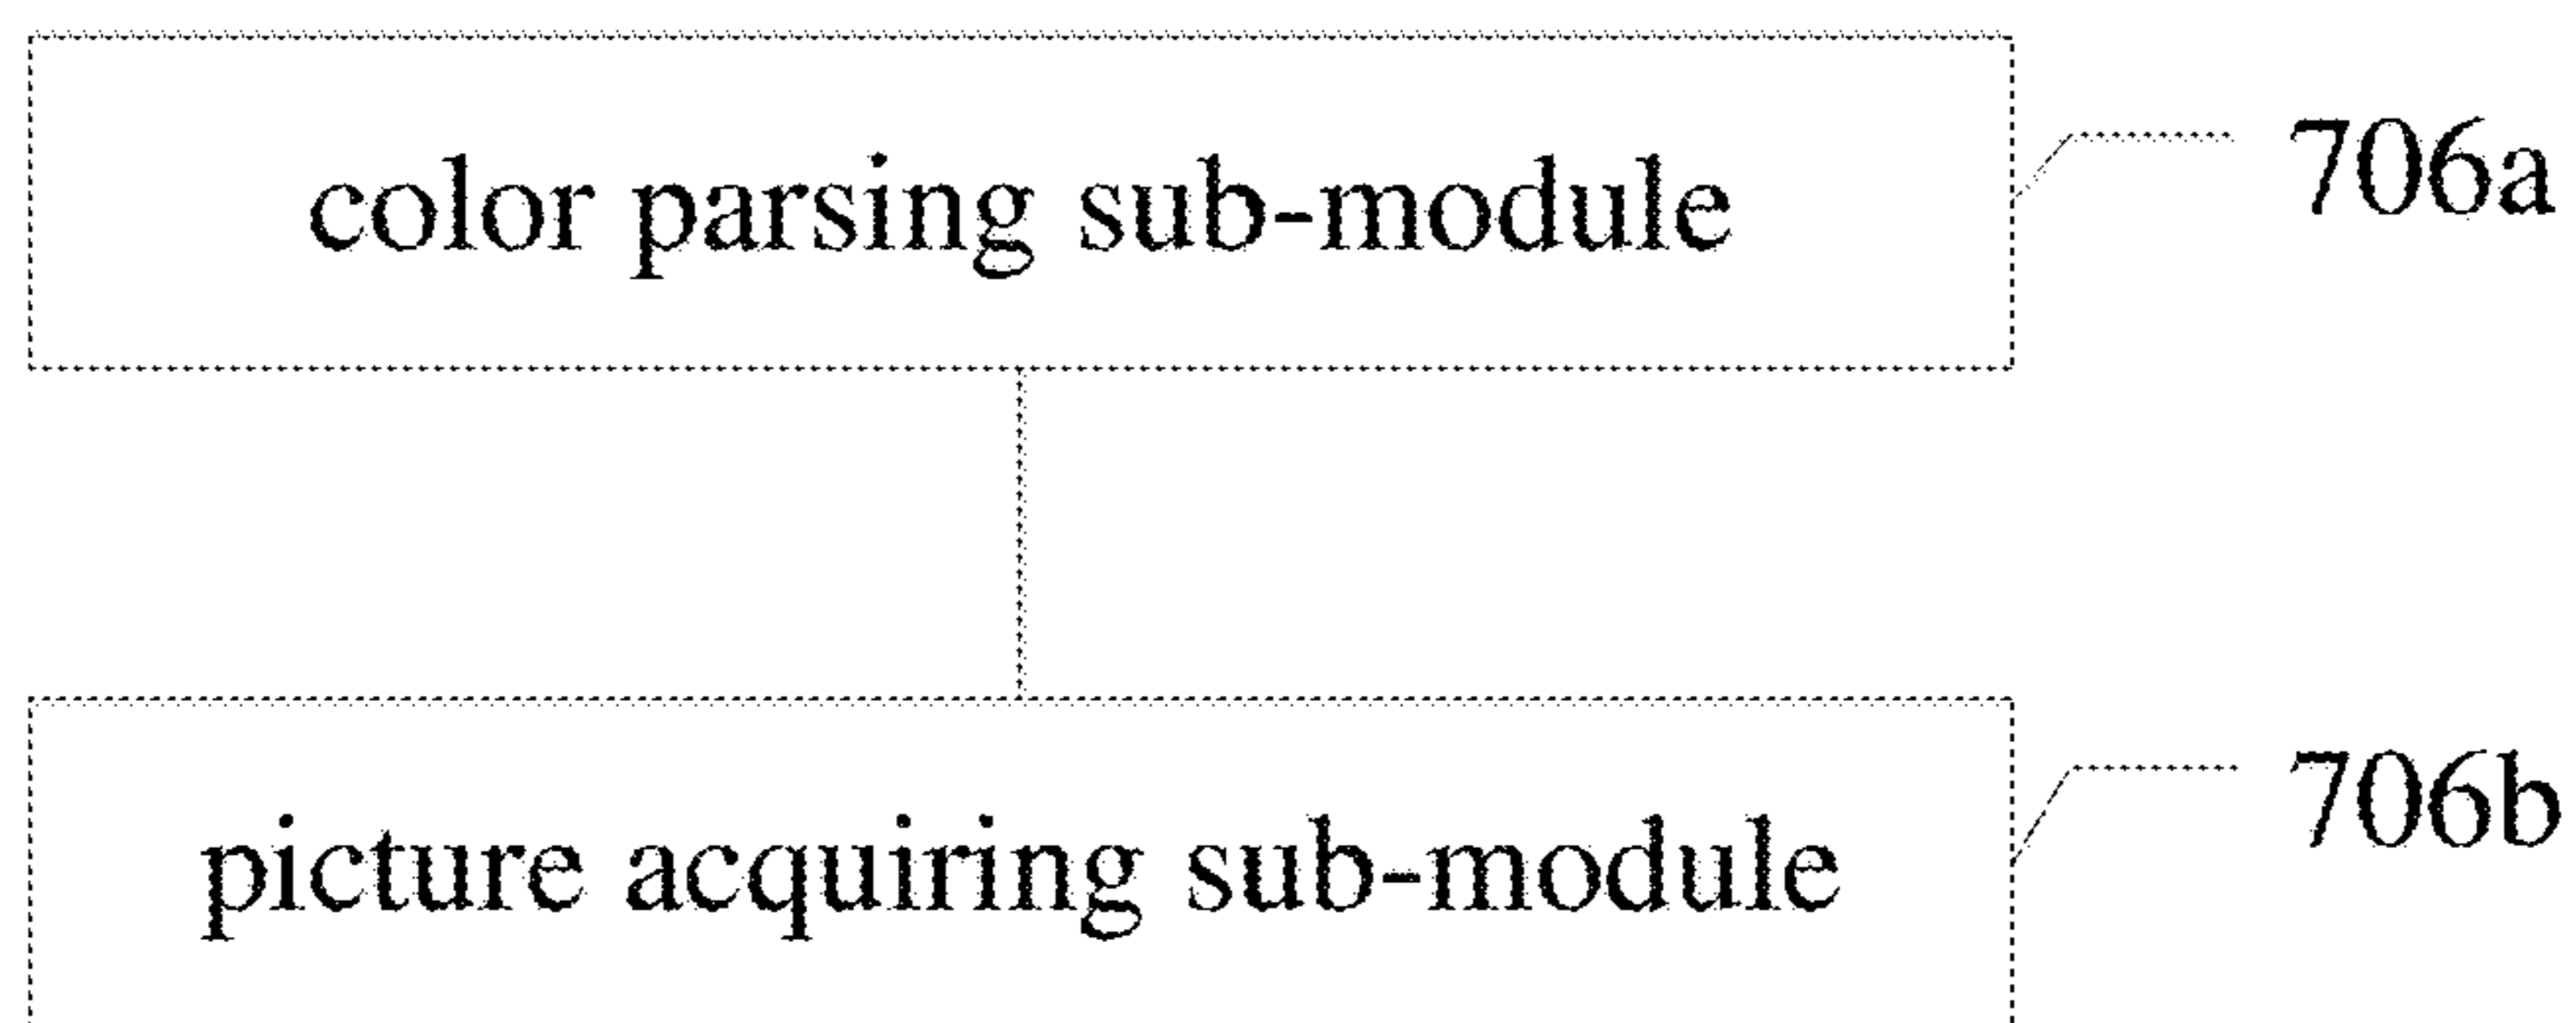 color parsing sub-module
706a
picture acquiring sub-module
706b